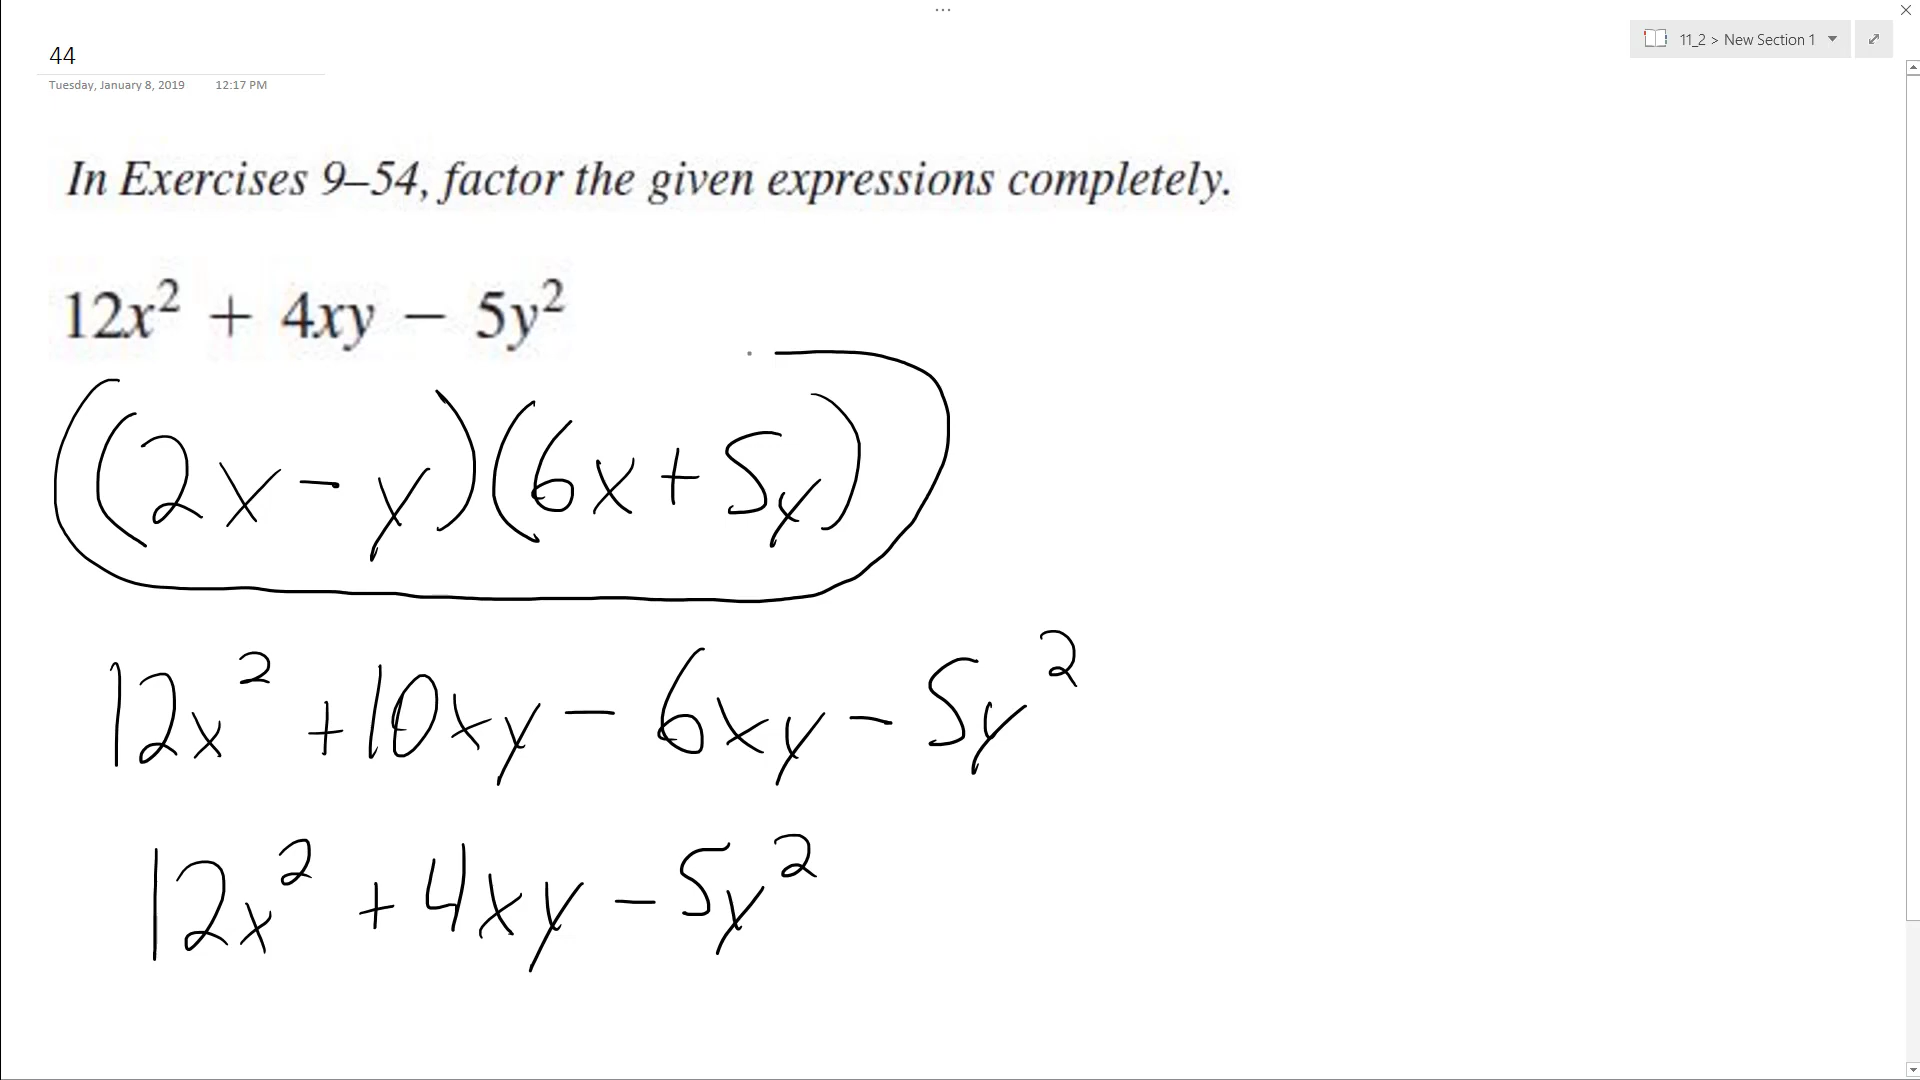 44
11_2 > New Section 1
Tuesday, January 8, 2019 12:17 PM
In Exercises 9–54, factor the given expressions completely.
12x² + 4xy − 5y²
(2x − y)(6x + 5y)
12x² + 10xy − 6xy − 5y²
12x² + 4xy − 5y²